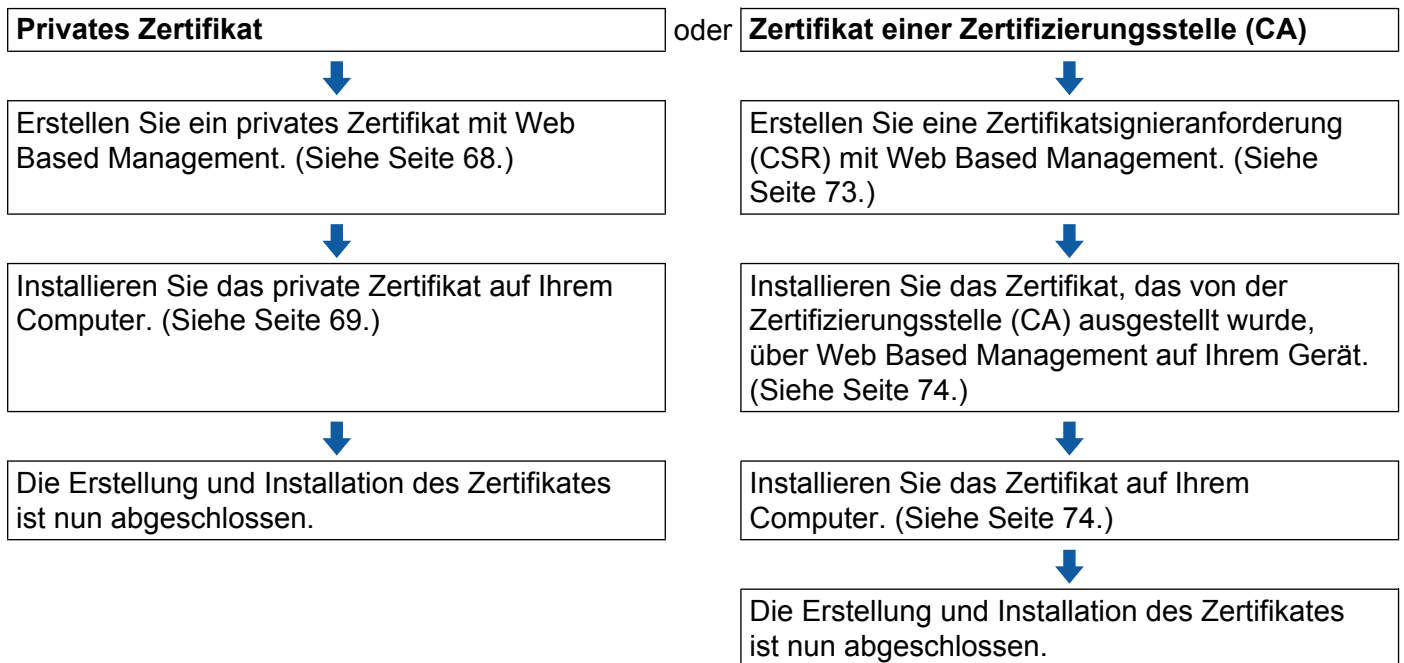 Privates Zertifikat
oder
Zertifikat einer Zertifizierungsstelle (CA)
Erstellen Sie ein privates Zertifikat mit Web
Based Management. (Siehe Seite 68.)
Installieren Sie das private Zertifikat auf Ihrem
Computer. (Siehe Seite 69.)
Die Erstellung und Installation des Zertifikates
ist nun abgeschlossen.
Erstellen Sie eine Zertifikatsignieranforderung
(CSR) mit Web Based Management. (Siehe
Seite 73.)
Installieren Sie das Zertifikat, das von der
Zertifizierungsstelle (CA) ausgestellt wurde,
über Web Based Management auf Ihrem Gerät.
(Siehe Seite 74.)
Installieren Sie das Zertifikat auf Ihrem
Computer. (Siehe Seite 74.)
Die Erstellung und Installation des Zertifikates
ist nun abgeschlossen.